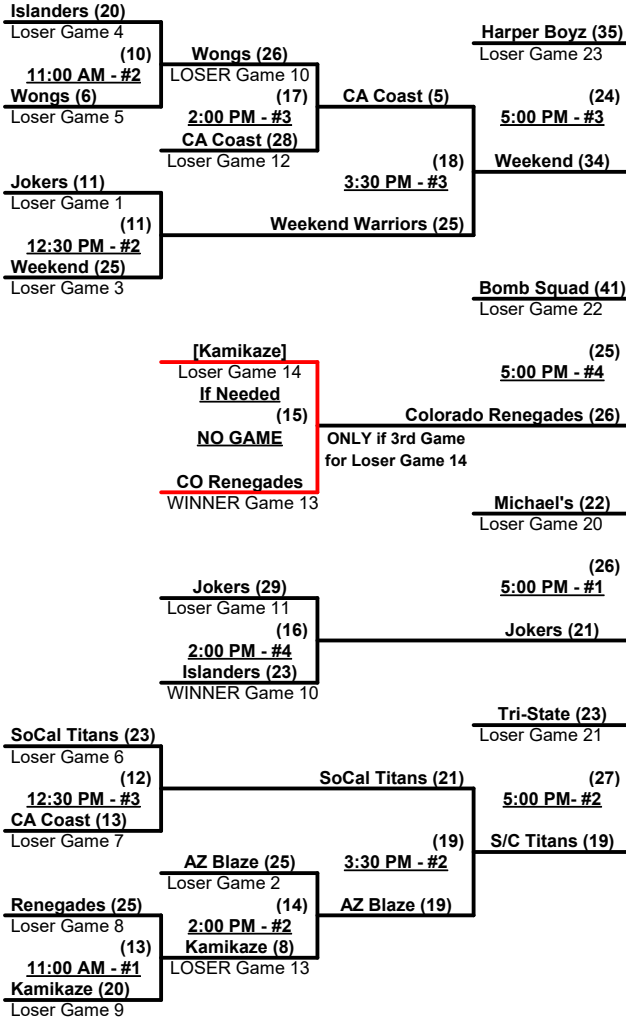 Islanders (20)
Loser Game 4
(10)
11:00 AM - #2
Wongs (6)
Loser Game 5
Wongs (26)
LOSER Game 10
(17)
2:00 PM - #3
CA Coast (28)
Loser Game 12
CA Coast (5)
(18)
3:30 PM - #3
Weekend Warriors (25)
Jokers (11)
Loser Game 1
(11)
12:30 PM - #2
Weekend (25)
Loser Game 3
Harper Boyz (35)
Loser Game 23
(24)
5:00 PM - #3
Weekend (34)
Bomb Squad (41)
Loser Game 22
(25)
5:00 PM - #4
Colorado Renegades (26)
[Kamikaze]
Loser Game 14
If Needed
(15)
NO GAME
CO Renegades
WINNER Game 13
ONLY if 3rd Game
for Loser Game 14
Michael's (22)
Loser Game 20
(26)
5:00 PM - #1
Jokers (21)
Jokers (29)
Loser Game 11
(16)
2:00 PM - #4
Islanders (23)
WINNER Game 10
Tri-State (23)
Loser Game 21
(27)
5:00 PM- #2
S/C Titans (19)
SoCal Titans (23)
Loser Game 6
(12)
12:30 PM - #3
CA Coast (13)
Loser Game 7
SoCal Titans (21)
(19)
3:30 PM - #2
AZ Blaze (19)
AZ Blaze (25)
Loser Game 2
(14)
2:00 PM - #2
Kamikaze (8)
LOSER Game 13
Renegades (25)
Loser Game 8
(13)
11:00 AM - #1
Kamikaze (20)
Loser Game 9